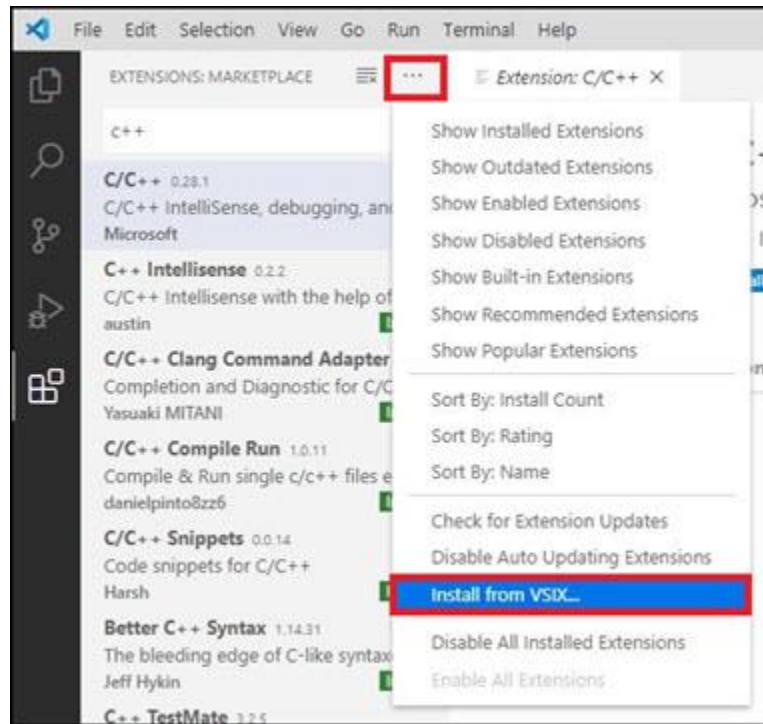 File Edit Selection View Go Run Terminal Help
EXTENSIONS: MARKETPLACE
...
Extension: C/C++ ×
c++
C/C++ 0.28.1
C/C++ IntelliSense, debugging, an
Microsoft
C++ Intellisense 0.2.2
C/C++ Intellisense with the help of
austin
C/C++ Clang Command Adapter
Completion and Diagnostic for C/C
Yasuaki MITANI
C/C++ Compile Run 1.0.11
Compile & Run single c/c++ files e
danielpinto8zz6
C/C++ Snippets 0.0.14
Code snippets for C/C++
Harsh
Better C++ Syntax 1.14.31
The bleeding edge of C-like syntax
Jeff Hykin
C++ TestMate 3.2.5
Show Installed Extensions
Show Outdated Extensions
Show Enabled Extensions
Show Disabled Extensions
Show Built-in Extensions
Show Recommended Extensions
Show Popular Extensions
Sort By: Install Count
Sort By: Rating
Sort By: Name
Check for Extension Updates
Disable Auto Updating Extensions
Install from VSIX...
Disable All Installed Extensions
Enable All Extensions